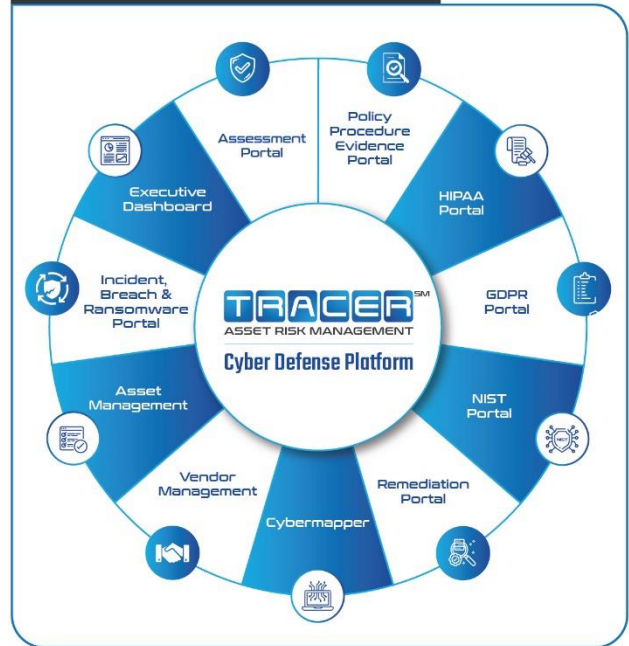 Assessment
Portal
Policy
Procedure
Evidence
Portal
HIPAA
Portal
GDPR
Portal
NIST
Portal
NIST
Remediation
Portal
Cybermapper
Vendor
Management
Asset
Management
Incident,
Breach &
Ransomware
Portal
Executive
Dashboard
TRACER SM
ASSET RISK MANAGEMENT
Cyber Defense Platform